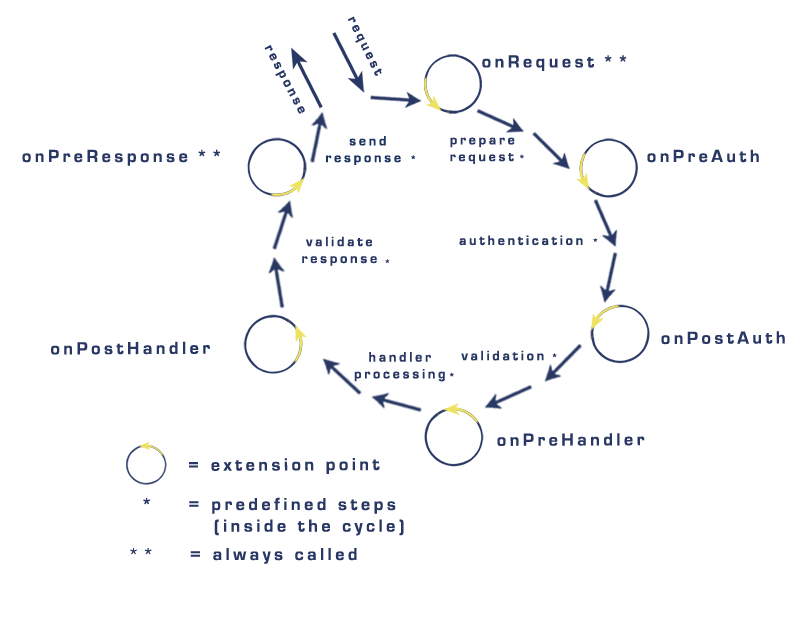 request
response
onRequest **
onPreResponse **
send
response *
prepare
request *
onPreAuth
authentication *
validate
response *
onPostAuth
onPostHandler
handler
processing *
validation *
onPreHandler
= extension point
* = predefined steps
(inside the cycle)
** = always called